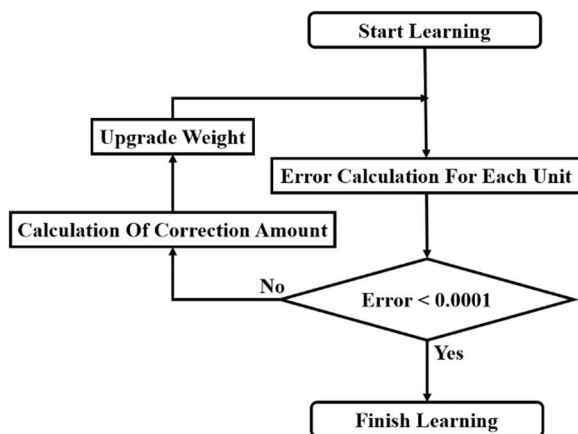 Start Learning
Upgrade Weight
Error Calculation For Each Unit
Calculation Of Correction Amount
No
Error < 0.0001
Yes
Finish Learning